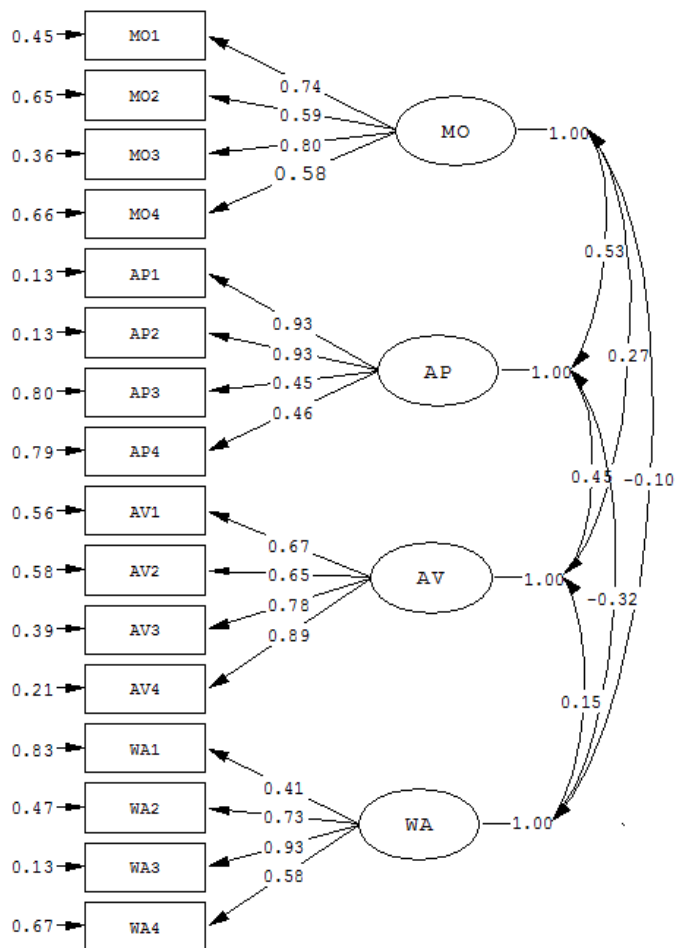 0.45 MO1
0.74
0.65 MO2
0.59
MO 1.00
0.36 MO3
0.80
0.58
0.66 MO4
0.53
0.13 AP1
0.93
0.13 AP2
0.93
AP 1.00
0.27
0.80 AP3
0.45
0.46
0.79 AP4
0.45 -0.10
0.56 AV1
0.67
0.58 AV2
0.65
AV 1.00
-0.32
0.39 AV3
0.78
0.89
0.21 AV4
0.15
0.83 WA1
0.41
0.47 WA2
0.73
WA 1.00
0.13 WA3
0.93
0.58
0.67 WA4